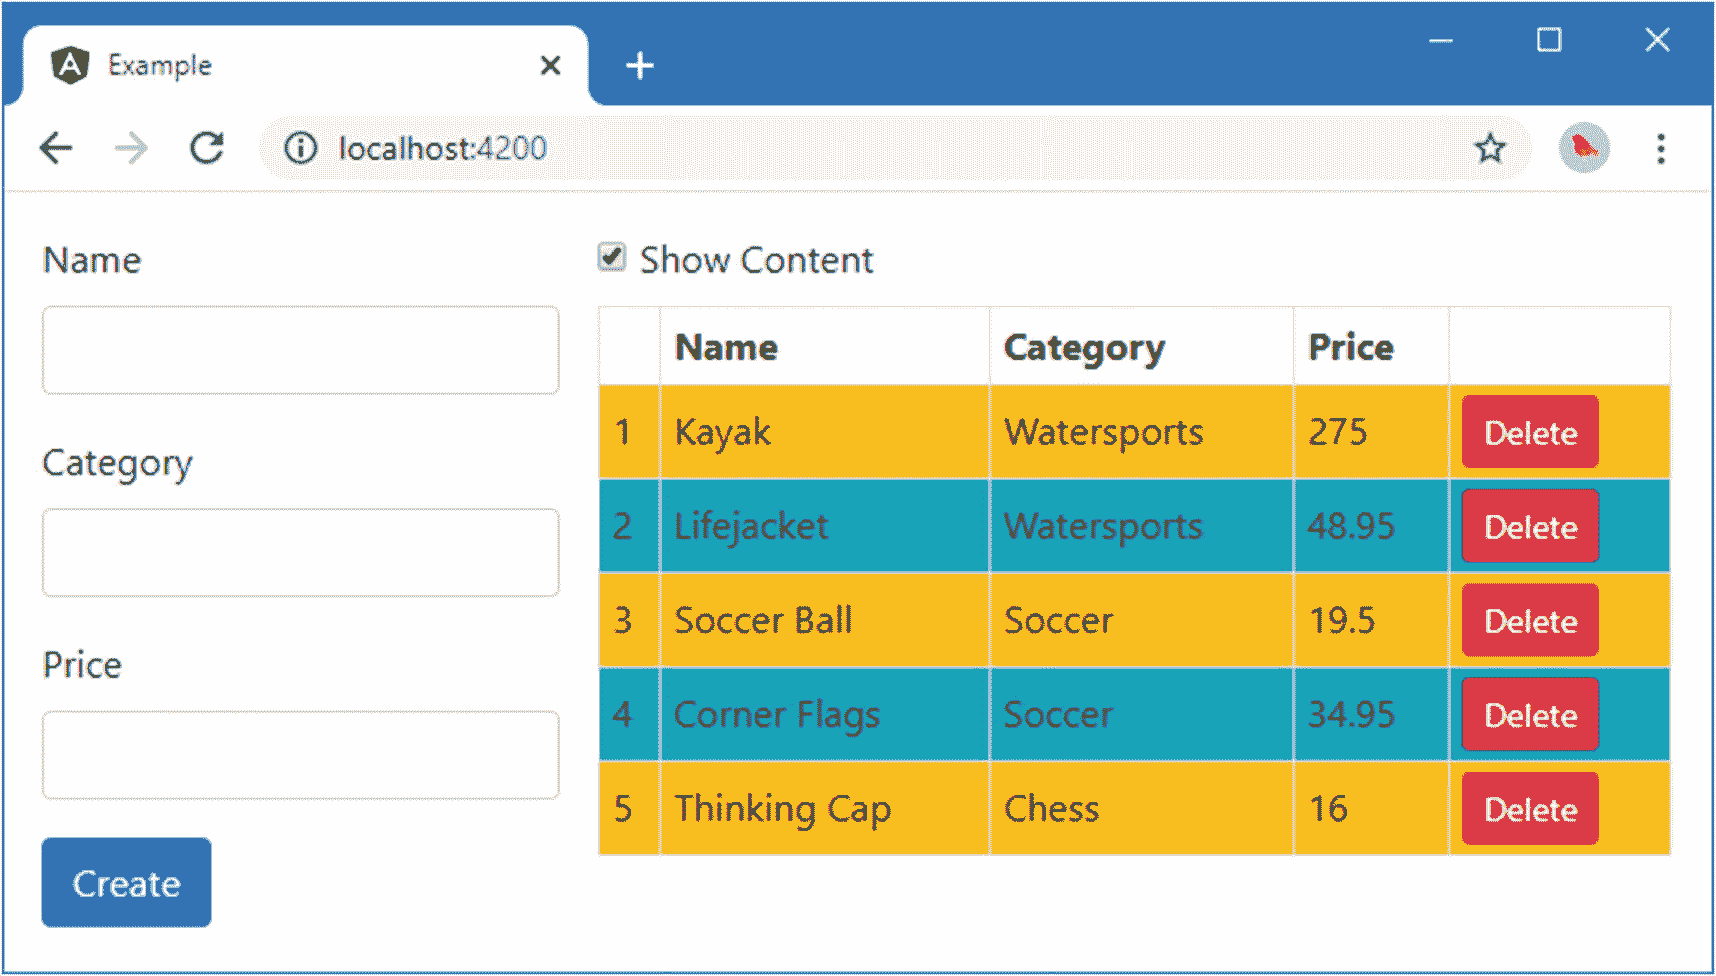 Example
localhost:4200
Name
Category
Price
Create
Show Content
Name Category Price
1 Kayak Watersports 275 Delete
2 Lifejacket Watersports 48.95 Delete
3 Soccer Ball Soccer 19.5 Delete
4 Corner Flags Soccer 34.95 Delete
5 Thinking Cap Chess 16 Delete